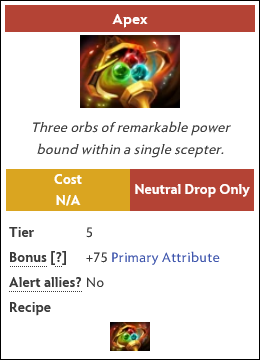 Apex
Three orbs of remarkable power
bound within a single scepter.
Cost
N/A
Neutral Drop Only
Tier 5
Bonus [?] +75 Primary Attribute
Alert allies? No
Recipe